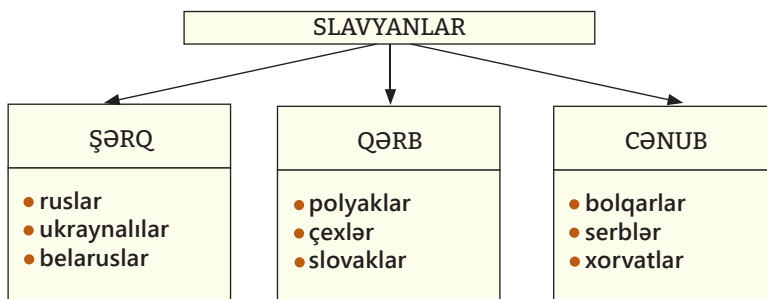 SLAVYANLAR
ŞƏRQ
• ruslar
• ukraynalılar
• belaruslar
QƏRB
• polyaklar
• çexlər
• slovaklar
CƏNUB
• bolqarlar
• serblər
• xorvatlar